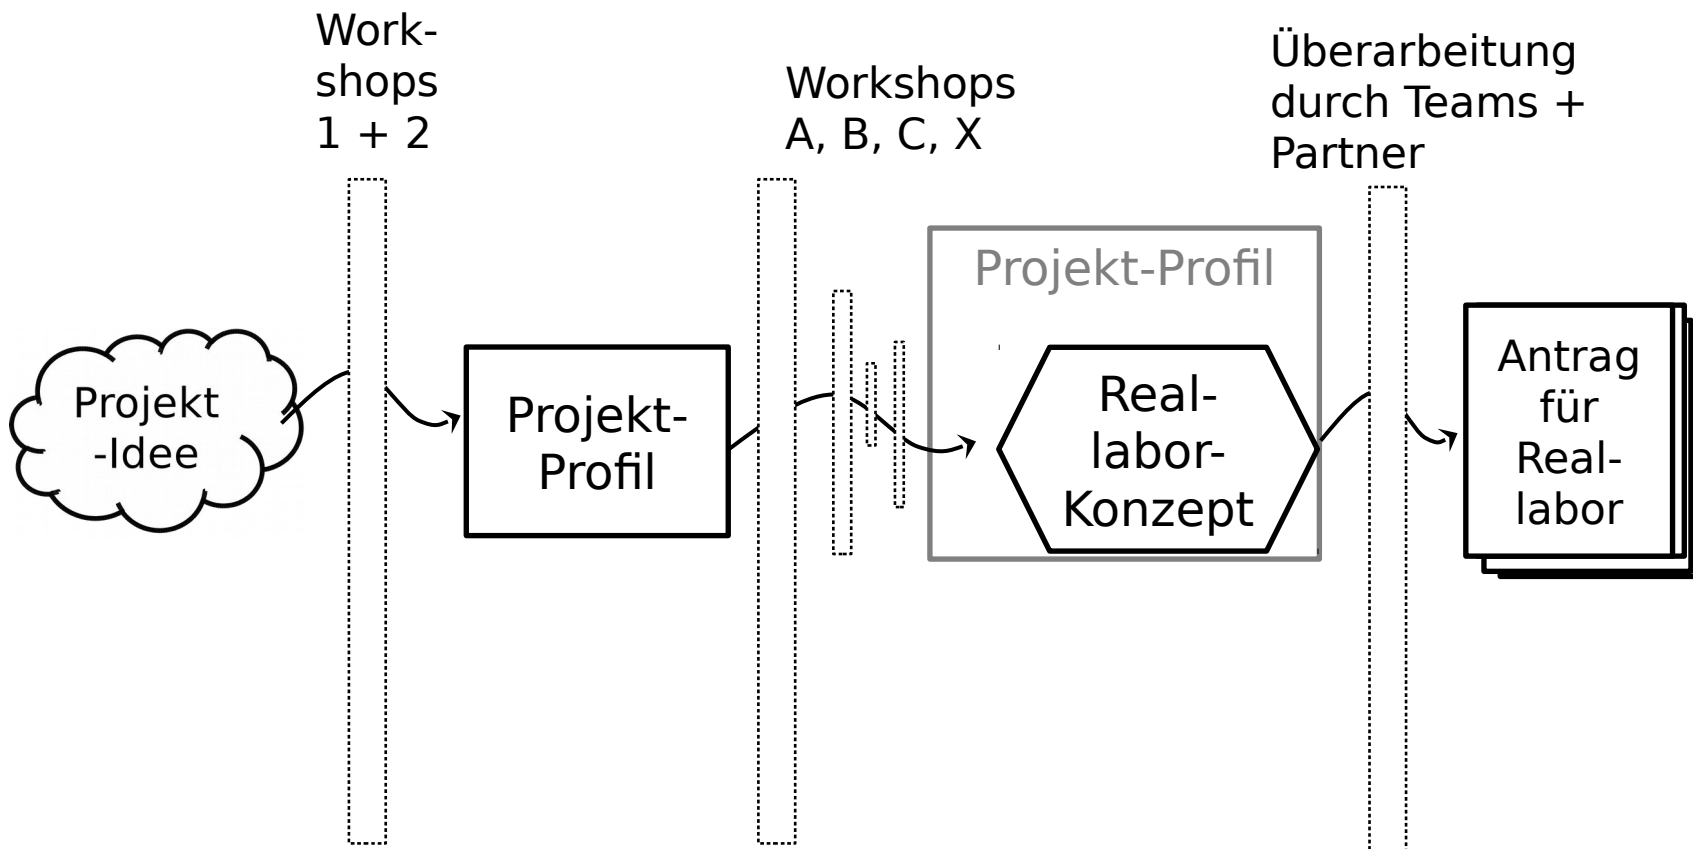 Work-
shops
1 + 2
Workshops
A, B, C, X
Überarbeitung
durch Teams +
Partner
Projekt
-Idee
Projekt-
Profil
Projekt-Profil
Real-
labor-
Konzept
Antrag
für
Real-
labor